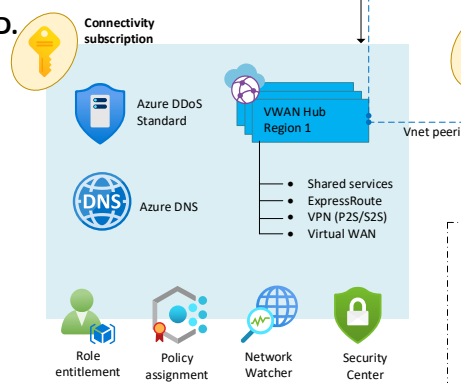 D.
Connectivity
subscription
Azure DDoS
Standard
VWAN Hub
Region 1
Vnet peeri
DNS
Azure DNS
• Shared services
• ExpressRoute
• VPN (P2S/S2S)
• Virtual WAN
Role
entitlement
Policy
assignment
Network
Watcher
Security
Center